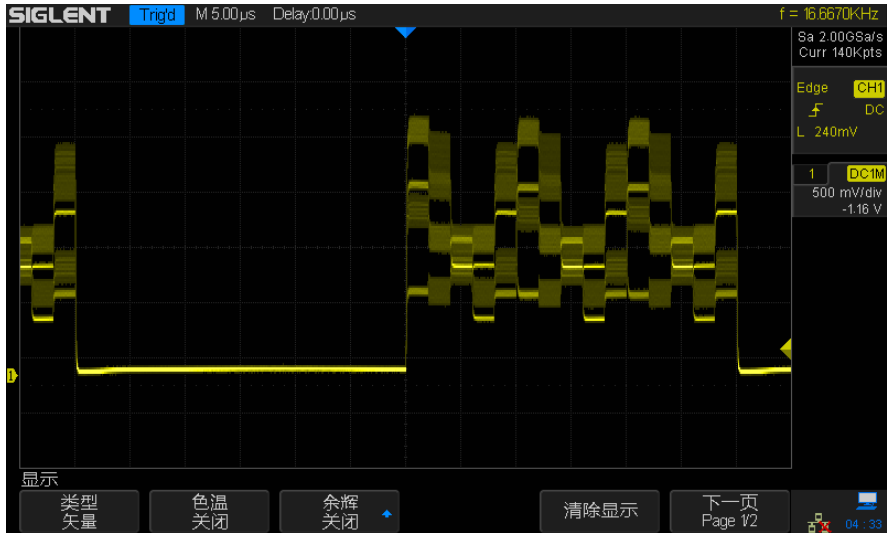 SIGLENT Trig'd M 5.00µs Delay:0.00µs f = 16.6670KHz
Sa 2.00GSa/s
Curr 140Kpts
Edge CH1
DC
L 240mV
1 DC1M
500 mV/div
-1.16 V
1
显示
类型
矢量
色温
关闭
余辉
关闭
清除显示
下一页
Page 1/2
04 : 33